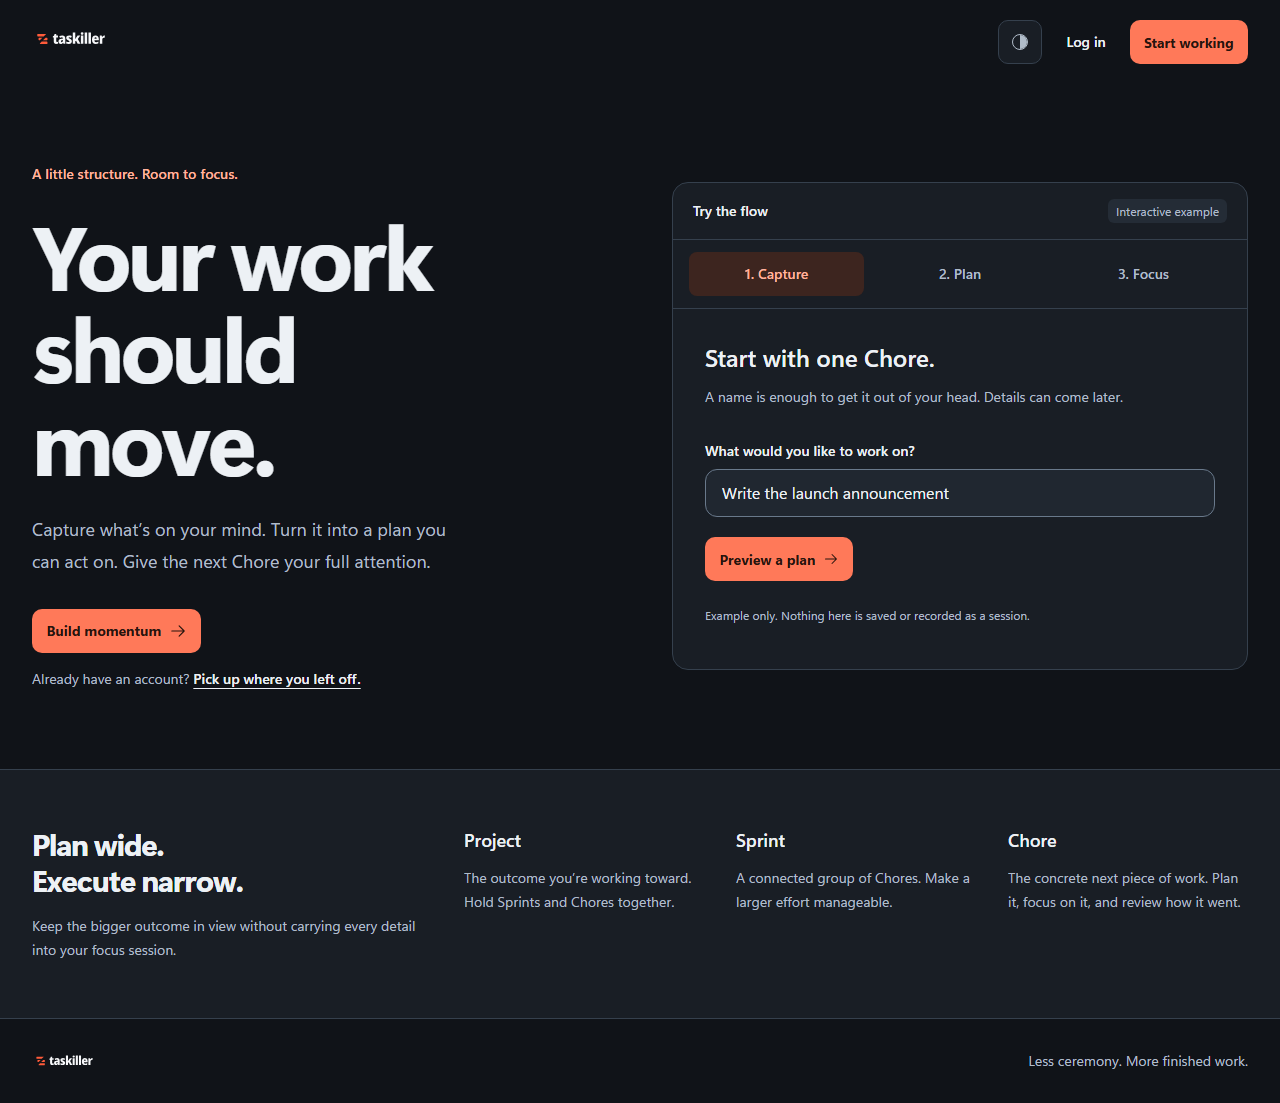 taskiller
Log in
Start working
A little structure. Room to focus.
Your work
should
move.
Capture what’s on your mind. Turn it into a plan you
can act on. Give the next Chore your full attention.
Build momentum
Already have an account? Pick up where you left off.
Try the flow
Interactive example
1. Capture
2. Plan
3. Focus
Start with one Chore.
A name is enough to get it out of your head. Details can come later.
What would you like to work on?
Write the launch announcement
Preview a plan
Example only. Nothing here is saved or recorded as a session.
Plan wide.
Execute narrow.
Keep the bigger outcome in view without carrying every detail
into your focus session.
Project
The outcome you’re working toward.
Hold Sprints and Chores together.
Sprint
A connected group of Chores. Make a
larger effort manageable.
Chore
The concrete next piece of work. Plan
it, focus on it, and review how it went.
taskiller
Less ceremony. More finished work.